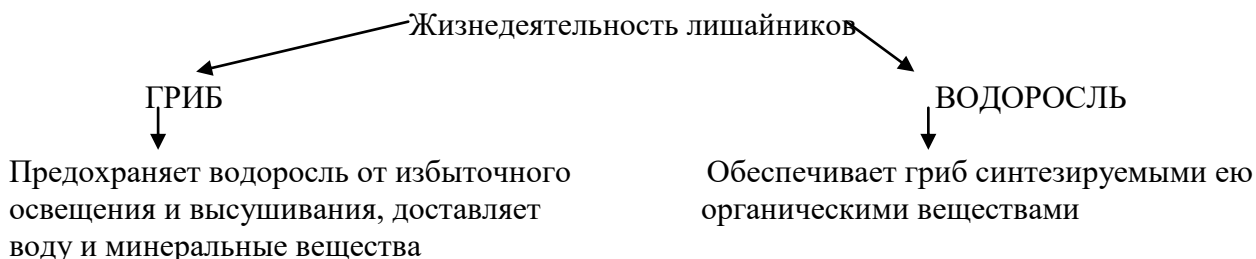 Жизнедеятельность лишайников
ГРИБ
ВОДОРОСЛЬ
Предохраняет водоросль от избыточного
освещения и высушивания, доставляет
воду и минеральные вещества
Обеспечивает гриб синтезируемыми ею
органическими веществами